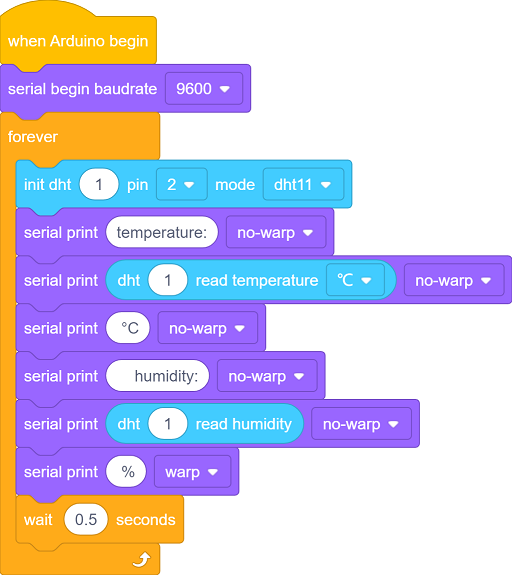 when Arduino begin
serial begin baudrate 9600
forever
init dht 1 pin 2 mode dht11
serial print temperature: no-warp
serial print dht 1 read temperature ℃ no-warp
serial print °C no-warp
serial print humidity: no-warp
serial print dht 1 read humidity no-warp
serial print % warp
wait 0.5 seconds